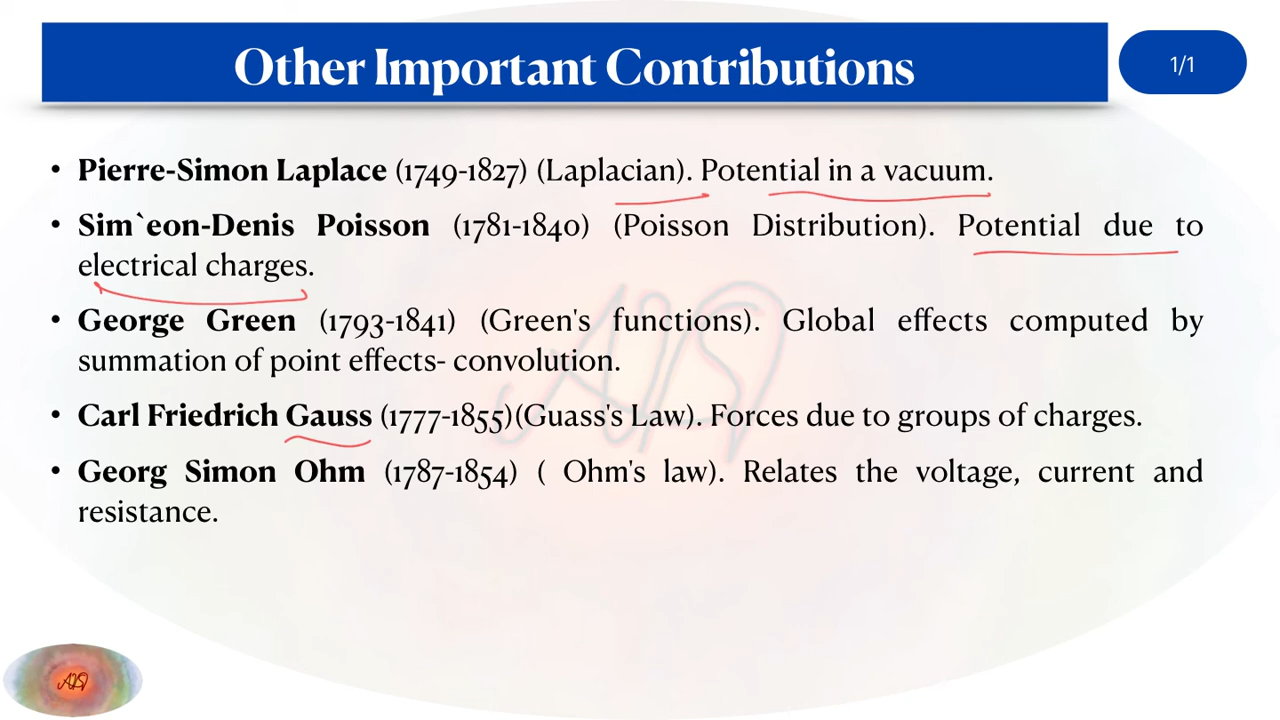 Other Important Contributions
1/1
• Pierre-Simon Laplace (1749-1827) (Laplacian). Potential in a vacuum.
• Sim`eon-Denis Poisson (1781-1840) (Poisson Distribution). Potential due to
electrical charges.
• George Green (1793-1841) (Green's functions). Global effects computed by
summation of point effects- convolution.
• Carl Friedrich Gauss (1777-1855)(Guass's Law). Forces due to groups of charges.
• Georg Simon Ohm (1787-1854) ( Ohm's law). Relates the voltage, current and
resistance.